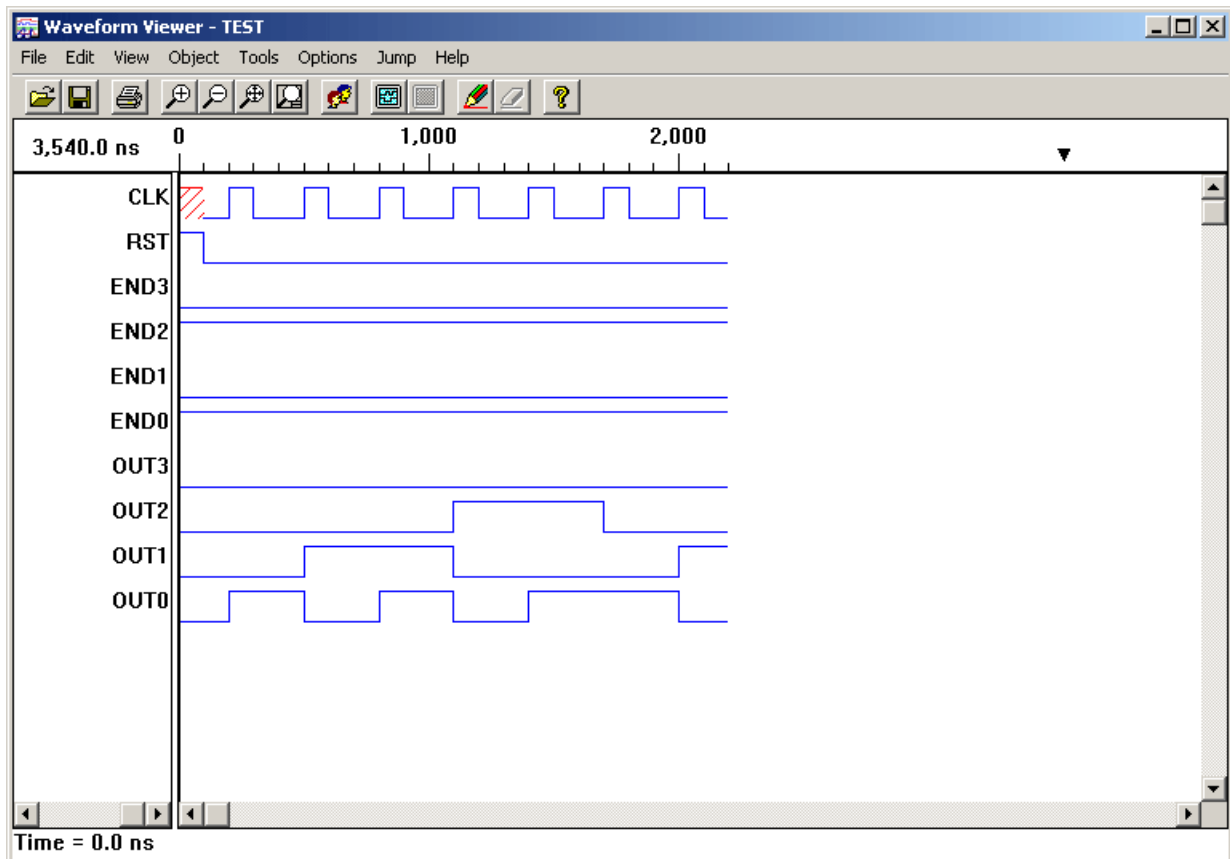 Waveform Viewer - TEST
File Edit View Object Tools Options Jump Help
3,540.0 ns
0 1,000 2,000
CLK
RST
END3
END2
END1
END0
OUT3
OUT2
OUT1
OUT0
Time = 0.0 ns